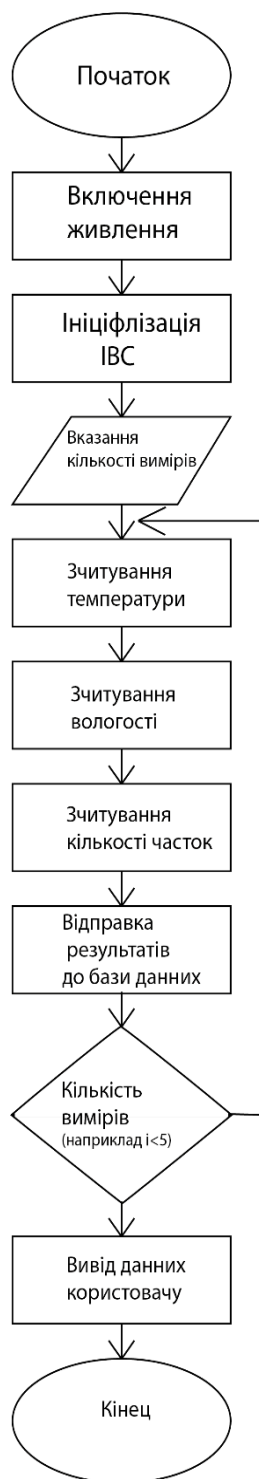 Початок
Включення
живлення
Ініціфлізація
ІВС
Вказання
кількості вимірів
Зчитування
температури
Зчитування
вологості
Зчитування
кількості часток
Відправка
результатів
до бази данних
Кількість
вимірів
(наприклад i<5)
Вивід данних
користовачу
Кінец